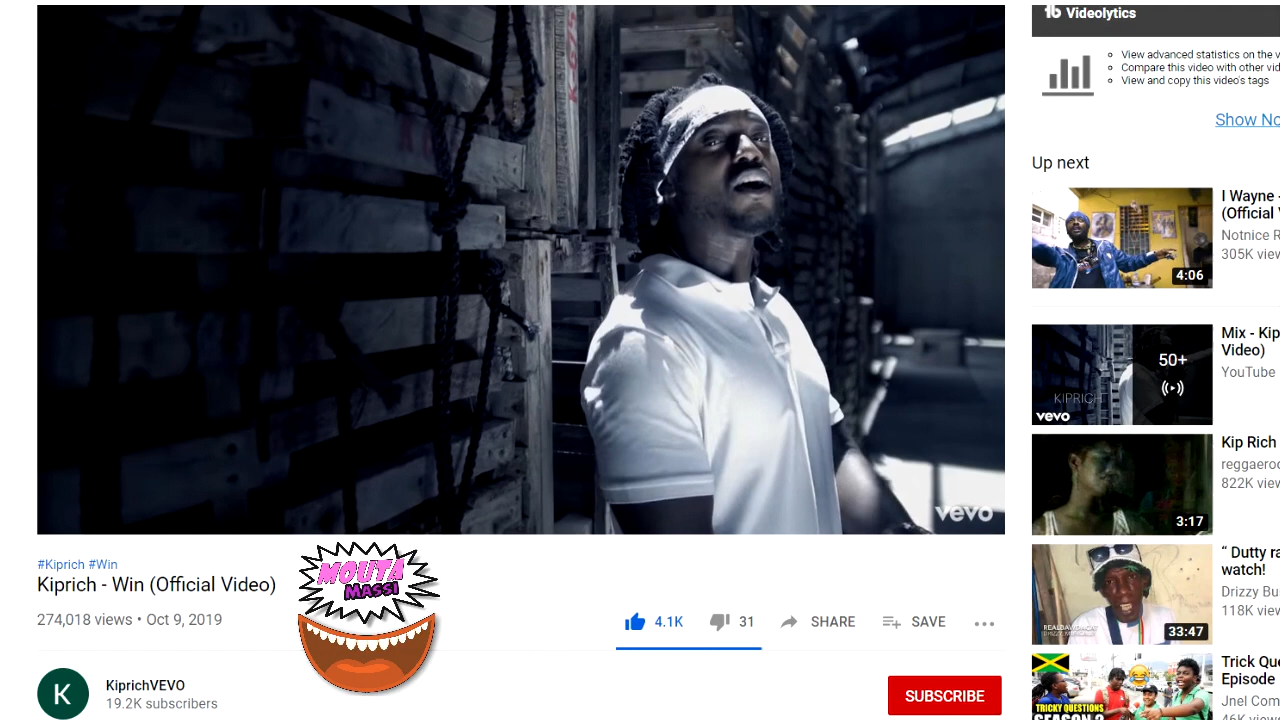 vevo
#Kiprich #Win
Kiprich - Win (Official Video)
274,018 views • Oct 9, 2019
MOUTA
MASSI
4.1K
31
SHARE
SAVE
K
KiprichVEVO
19.2K subscribers
SUBSCRIBE
Videolytics
View advanced statistics on the v
Compare this video with other vid
View and copy this video's tags
Show No
Up next
4:06
I Wayne -
(Official V
Notnice R
305K view
50+
KIPRICH
vevo
Mix - Kip
Video)
YouTube
3:17
Kip Rich
reggaeroc
822K view
33:47
“ Dutty ra
watch!
Drizzy Bu
118K view
TRICKY QUESTIONS
SEASON 2
Trick Que
Episode
Jnel Com
46K view